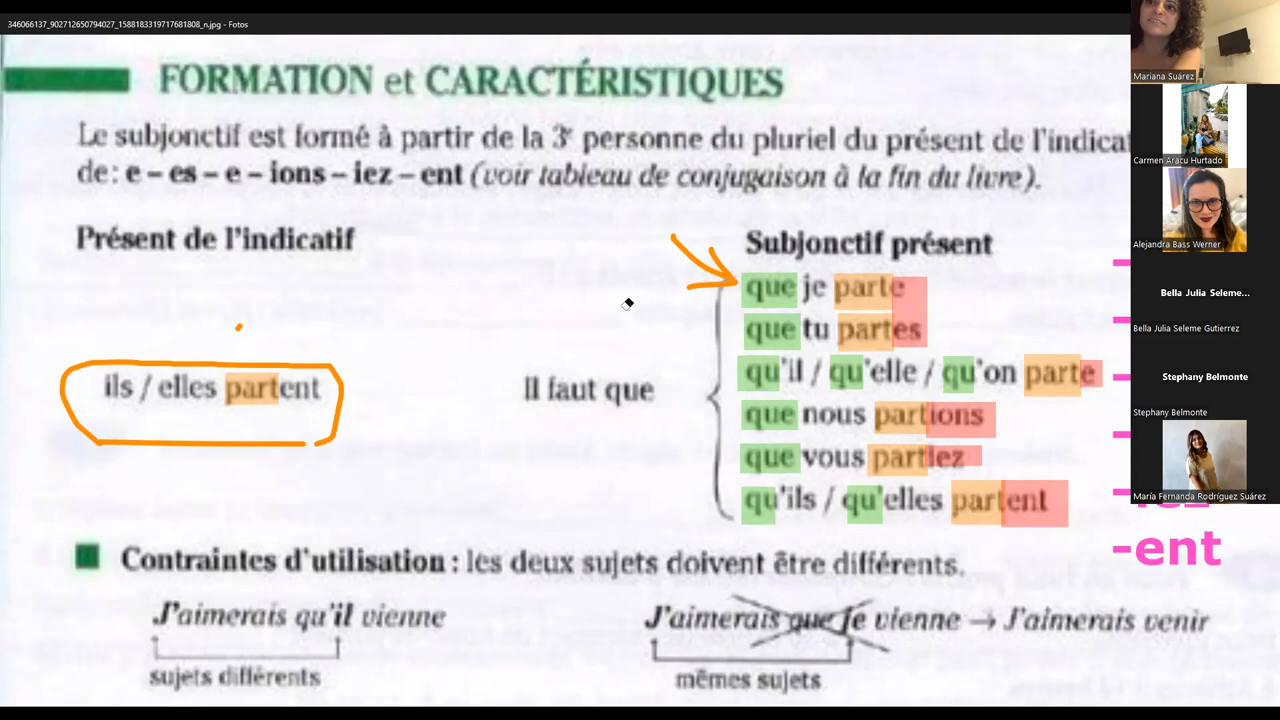 346066137_902712650794027_1588183319717681808_n.jpg - Fotos
FORMATION et CARACTÉRISTIQUES
Le subjonctif est formé à partir de la 3e personne du pluriel du présent de l'indicat
de : e – es – e – ions – iez – ent (voir tableau de conjugaison à la fin du livre).
Présent de l'indicatif
Subjonctif présent
que je parte
que tu partes
ils / elles partent
Il faut que
qu'il / qu'elle / qu'on parte
que nous partions
que vous partiez
qu'ils / qu'elles partent
Contraintes d'utilisation : les deux sujets doivent être différents.
J'aimerais qu'il vienne
J'aimerais que je vienne → J'aimerais venir
sujets différents
mêmes sujets
-ent
Mariana Suárez
Carmen Aracu Hurtado
Alejandra Bass Werner
Bella Julia Seleme...
Bella Julia Seleme Gutierrez
Stephany Belmonte
Stephany Belmonte
María Fernanda Rodríguez Suárez